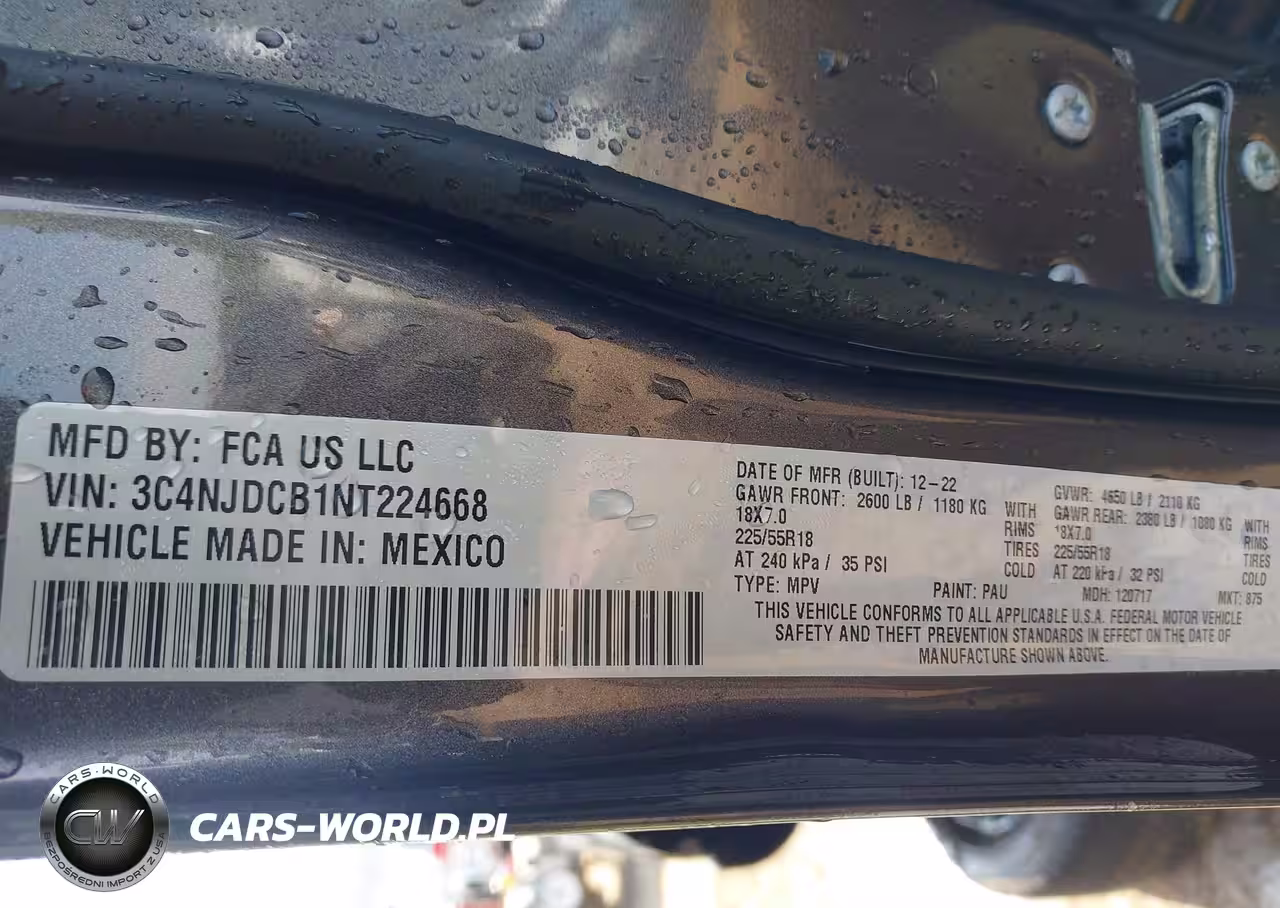 MFD BY: FCA US LLC
VIN: 3C4NJDCB1NT224668
VEHICLE MADE IN: MEXICO
DATE OF MFR (BUILT): 12-22
GVWR: 4650 LB / 2110 KG
GAWR FRONT: 2600 LB / 1180 KG WITH
GAWR REAR: 2380 LB / 1080 KG WITH
18X7.0 RIMS
18X7.0 RIMS
225/55R18 TIRES
225/55R18 TIRES
AT 240 kPa / 35 PSI COLD
AT 220 kPa / 32 PSI COLD
TYPE: MPV PAINT: PAU MDH: 120717 MKT: 875
THIS VEHICLE CONFORMS TO ALL APPLICABLE U.S.A. FEDERAL MOTOR VEHICLE
SAFETY AND THEFT PREVENTION STANDARDS IN EFFECT ON THE DATE OF
MANUFACTURE SHOWN ABOVE.
CARS-WORLD
CW
BEZPOŚREDNI IMPORT Z USA
CARS-WORLD.PL